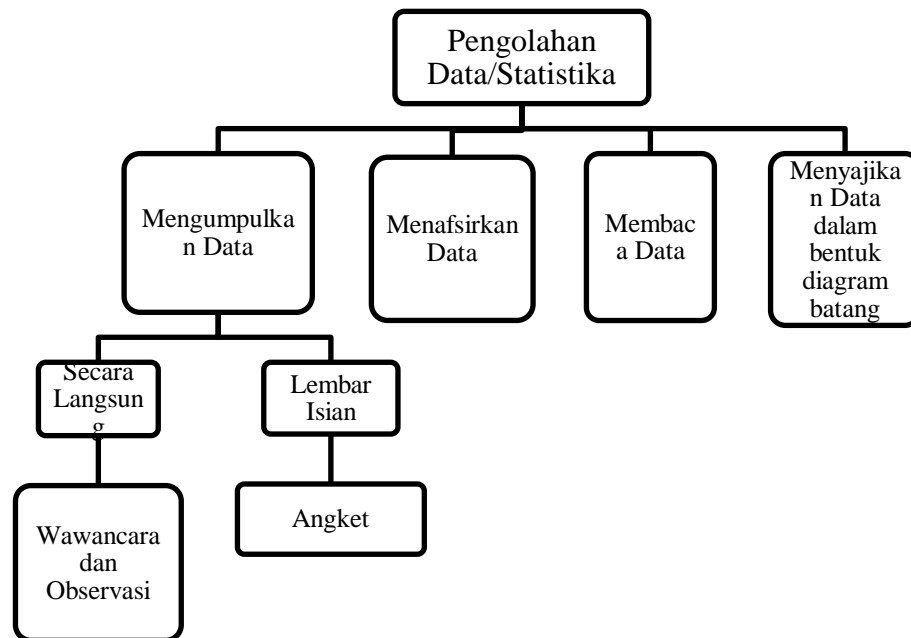 Pengolahan
Data/Statistika
Mengumpulka
n Data
Menafsirkan
Data
Membac
a Data
Menyajika
n Data
dalam
bentuk
diagram
batang
Secara
Langsun
g
Lembar
Isian
Wawancara
dan
Observasi
Angket